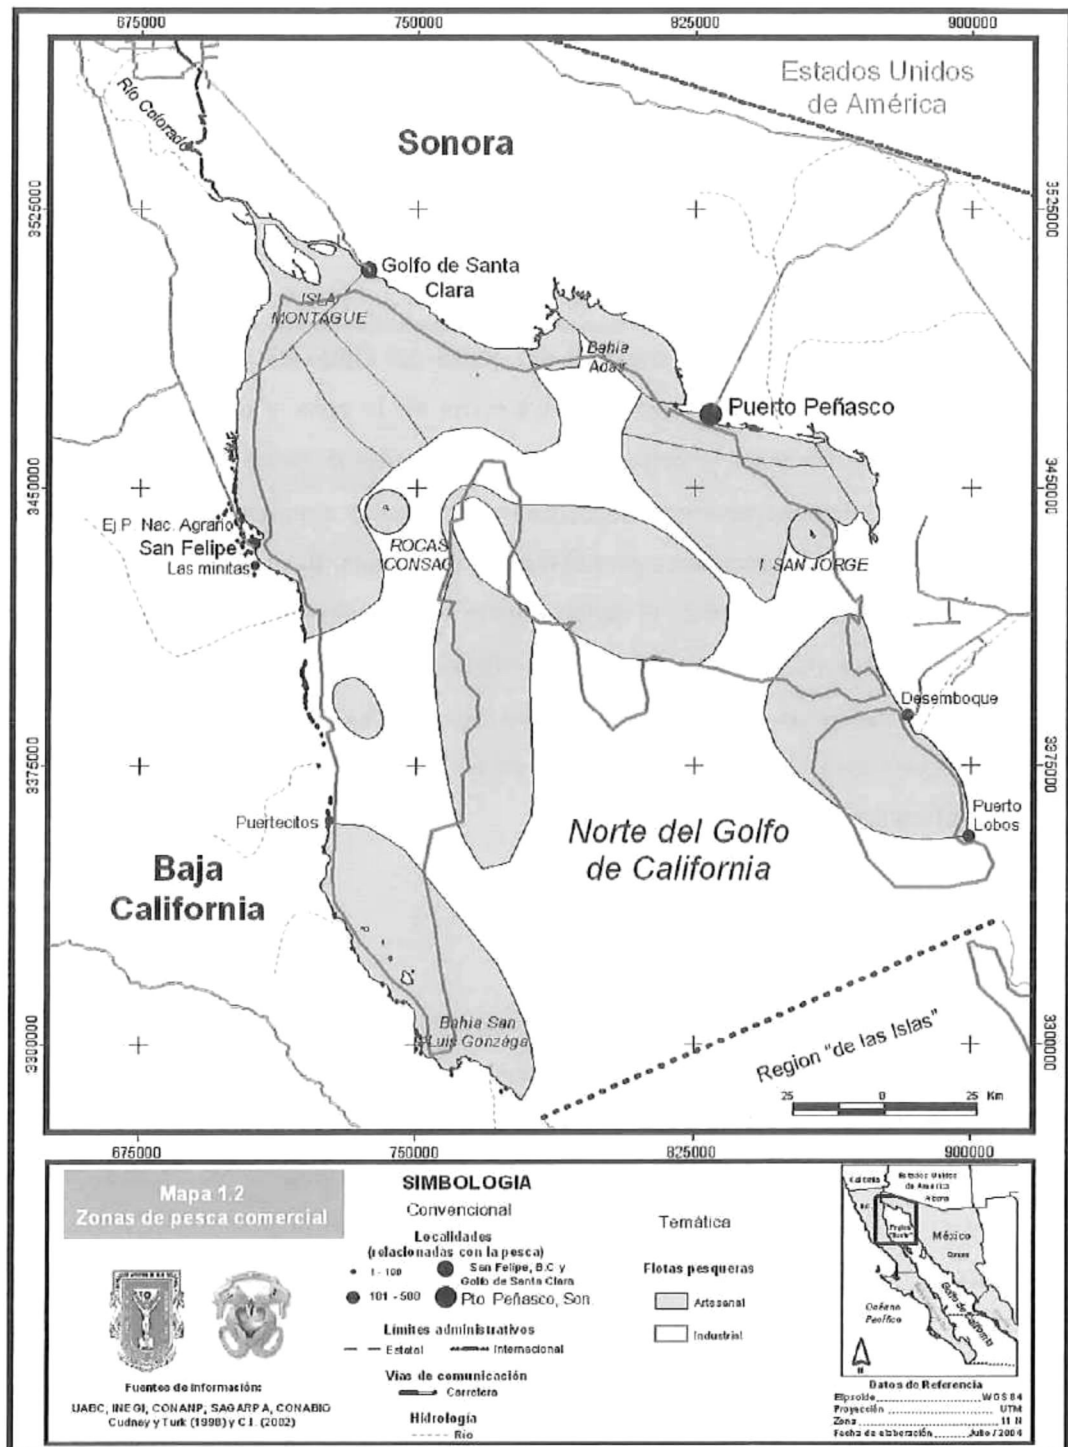 675000 750000 825000 900000
Estados Unidos
de América
Río Colorado
Sonora
3525000
3525000
Golfo de Santa
Clara
ISLA
MONTAGUE
Bahia
Adair
Puerto Peñasco
3450000
3450000
Ej P. Nac. Agrario
San Felipe
Las minitas
ROCAS
CONSAG
I. SAN JORGE
Desemboque
3375000
3375000
Puertecitos
Puerto
Lobos
Norte del Golfo
de California
Baja
California
3300000
3300000
Bahia San
Luis Gonzága
Region "de las Islas"
25 0 25 Km
675000 750000 825000 900000
Mapa 1.2
Zonas de pesca comercial
Fuentes de Información:
UABC, INEGI, CONANP, SAGARPA, CONABIO
Cudney y Turk (1998) y C.I. (2002)
SIMBOLOGIA
Convencional
Localidades
(relacionadas con la pesca)
1 - 100
San Felipe, B.C y
Golfo de Santa Clara
101 - 500
Pto Peñasco, Son
Límites administrativos
Estatal
Internacional
Vias de comunicación
Carretera
Hidrología
Río
Temática
Flotas pesqueras
Artesanal
Industrial
Estados Unidos
de América
México
Océano
Pacífico
Golfo de California
N
Datos de Referencia
Elipsoide WGS 84
Proyección UTM
Zona 11 N
Fecha de elaboración Julio / 2004